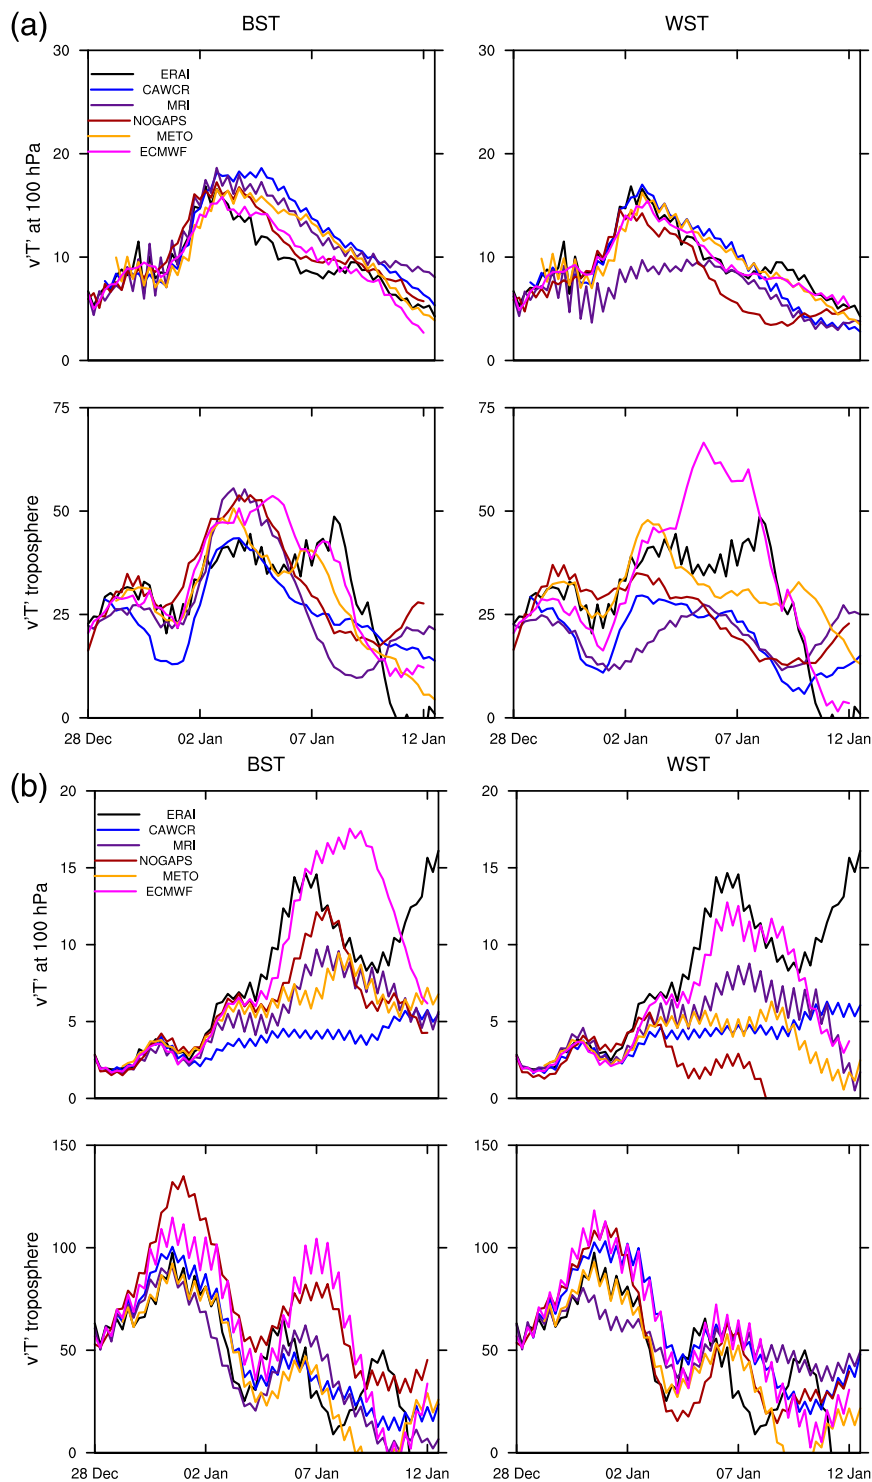 (a)
BST WST
30 30
ERAI
CAWCR
MRI
NOGAPS
METO
ECMWF
20 20
10 10
0 0
v'T' at 100 hPa
75 75
50 50
25 25
0 0
v'T' troposphere
28 Dec 02 Jan 07 Jan 12 Jan 28 Dec 02 Jan 07 Jan 12 Jan
(b)
BST WST
20 20
ERAI
CAWCR
MRI
NOGAPS
METO
ECMWF
15 15
10 10
5 5
0 0
v'T' at 100 hPa
150 150
100 100
50 50
0 0
v'T' troposphere
28 Dec 02 Jan 07 Jan 12 Jan 28 Dec 02 Jan 07 Jan 12 Jan